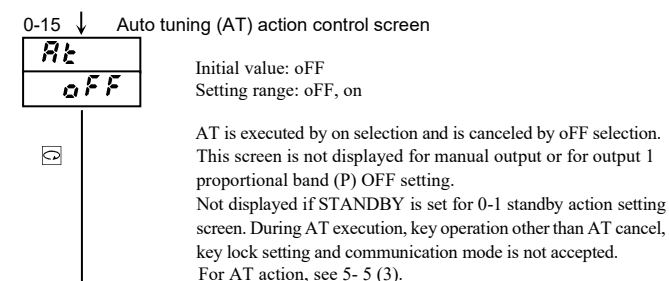 0-15 ↓ Auto tuning (AT) action control screen
At
oFF
Initial value: oFF
Setting range: oFF, on
AT is executed by on selection and is canceled by oFF selection.
This screen is not displayed for manual output or for output 1
proportional band (P) OFF setting.
Not displayed if STANDBY is set for 0-1 standby action setting
screen. During AT execution, key operation other than AT cancel,
key lock setting and communication mode is not accepted.
For AT action, see 5- 5 (3).